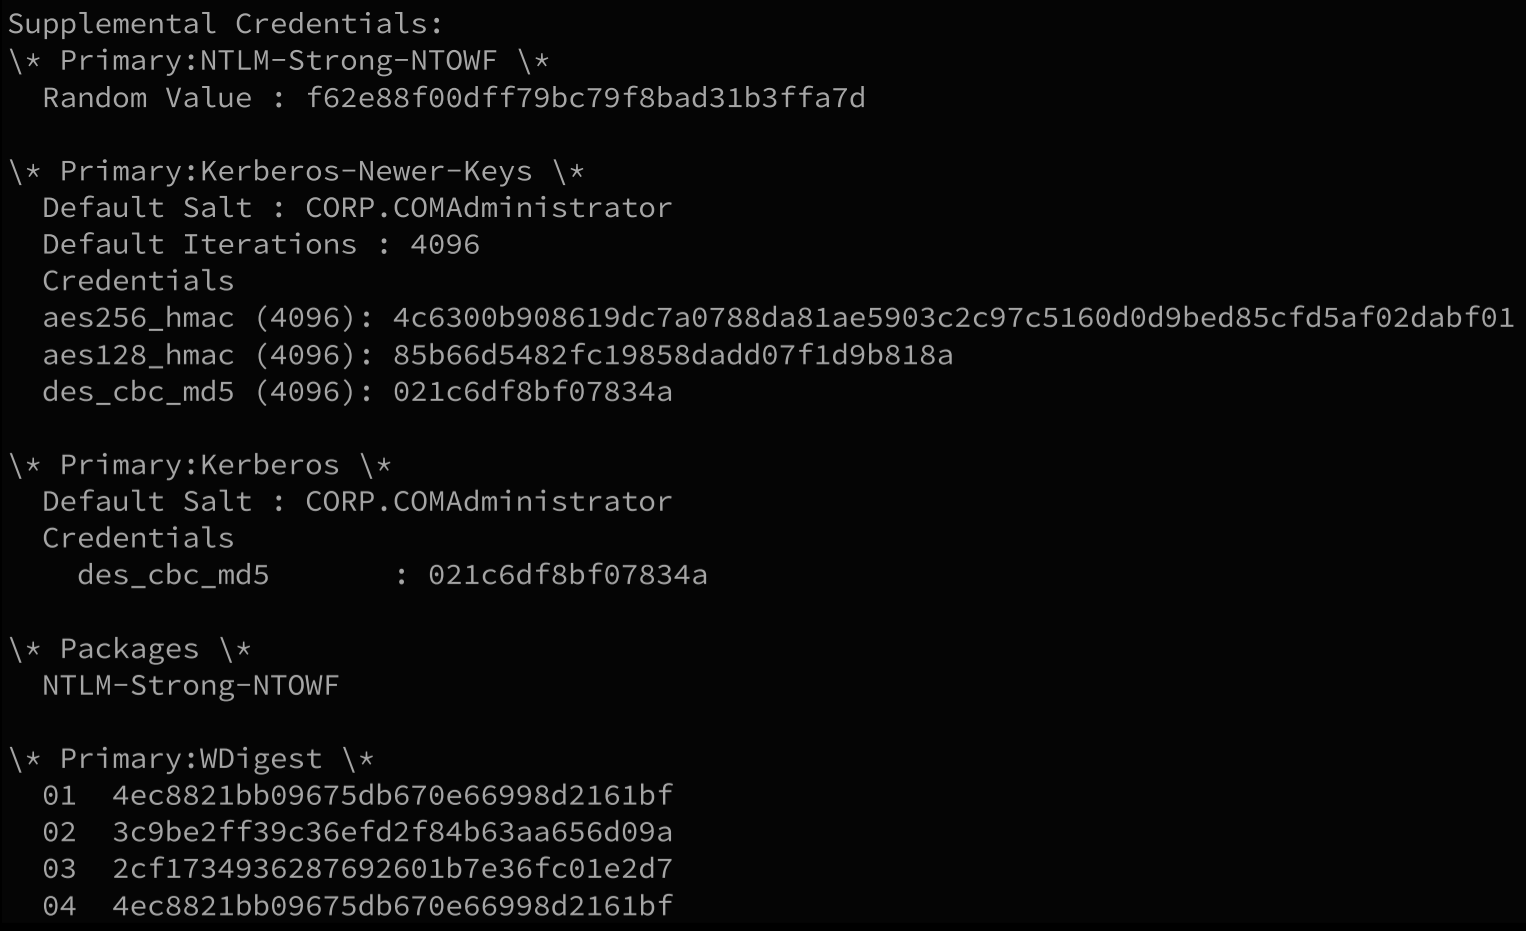 Supplemental Credentials:
\* Primary:NTLM-Strong-NTOWF \*
Random Value : f62e88f00dff79bc79f8bad31b3ffa7d
\* Primary:Kerberos-Newer-Keys \*
Default Salt : CORP.COMAdministrator
Default Iterations : 4096
Credentials
aes256_hmac (4096): 4c6300b908619dc7a0788da81ae5903c2c97c5160d0d9bed85cfd5af02dabf01
aes128_hmac (4096): 85b66d5482fc19858dadd07f1d9b818a
des_cbc_md5 (4096): 021c6df8bf07834a
\* Primary:Kerberos \*
Default Salt : CORP.COMAdministrator
Credentials
des_cbc_md5 : 021c6df8bf07834a
\* Packages \*
NTLM-Strong-NTOWF
\* Primary:WDigest \*
01 4ec8821bb09675db670e66998d2161bf
02 3c9be2ff39c36efd2f84b63aa656d09a
03 2cf1734936287692601b7e36fc01e2d7
04 4ec8821bb09675db670e66998d2161bf